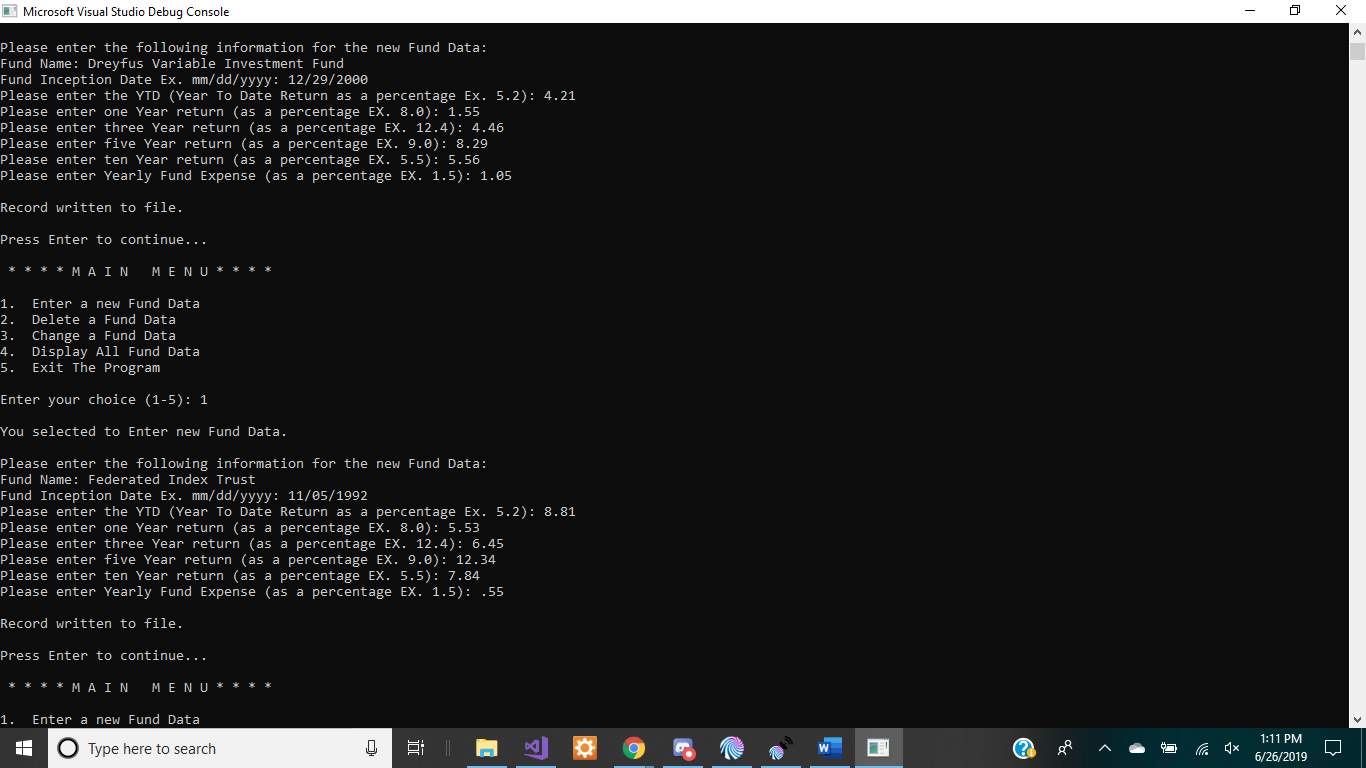 Microsoft Visual Studio Debug Console
Please enter the following information for the new Fund Data:
Fund Name: Dreyfus Variable Investment Fund
Fund Inception Date Ex. mm/dd/yyyy: 12/29/2000
Please enter the YTD (Year To Date Return as a percentage Ex. 5.2): 4.21
Please enter one Year return (as a percentage EX. 8.0): 1.55
Please enter three Year return (as a percentage EX. 12.4): 4.46
Please enter five Year return (as a percentage EX. 9.0): 8.29
Please enter ten Year return (as a percentage EX. 5.5): 5.56
Please enter Yearly Fund Expense (as a percentage EX. 1.5): 1.05
Record written to file.
Press Enter to continue...
* * * * M A I N   M E N U * * * *
1.  Enter a new Fund Data
2.  Delete a Fund Data
3.  Change a Fund Data
4.  Display All Fund Data
5.  Exit The Program
Enter your choice (1-5): 1
You selected to Enter new Fund Data.
Please enter the following information for the new Fund Data:
Fund Name: Federated Index Trust
Fund Inception Date Ex. mm/dd/yyyy: 11/05/1992
Please enter the YTD (Year To Date Return as a percentage Ex. 5.2): 8.81
Please enter one Year return (as a percentage EX. 8.0): 5.53
Please enter three Year return (as a percentage EX. 12.4): 6.45
Please enter five Year return (as a percentage EX. 9.0): 12.34
Please enter ten Year return (as a percentage EX. 5.5): 7.84
Please enter Yearly Fund Expense (as a percentage EX. 1.5): .55
Record written to file.
Press Enter to continue...
* * * * M A I N   M E N U * * * *
1.  Enter a new Fund Data
Type here to search
1:11 PM
6/26/2019